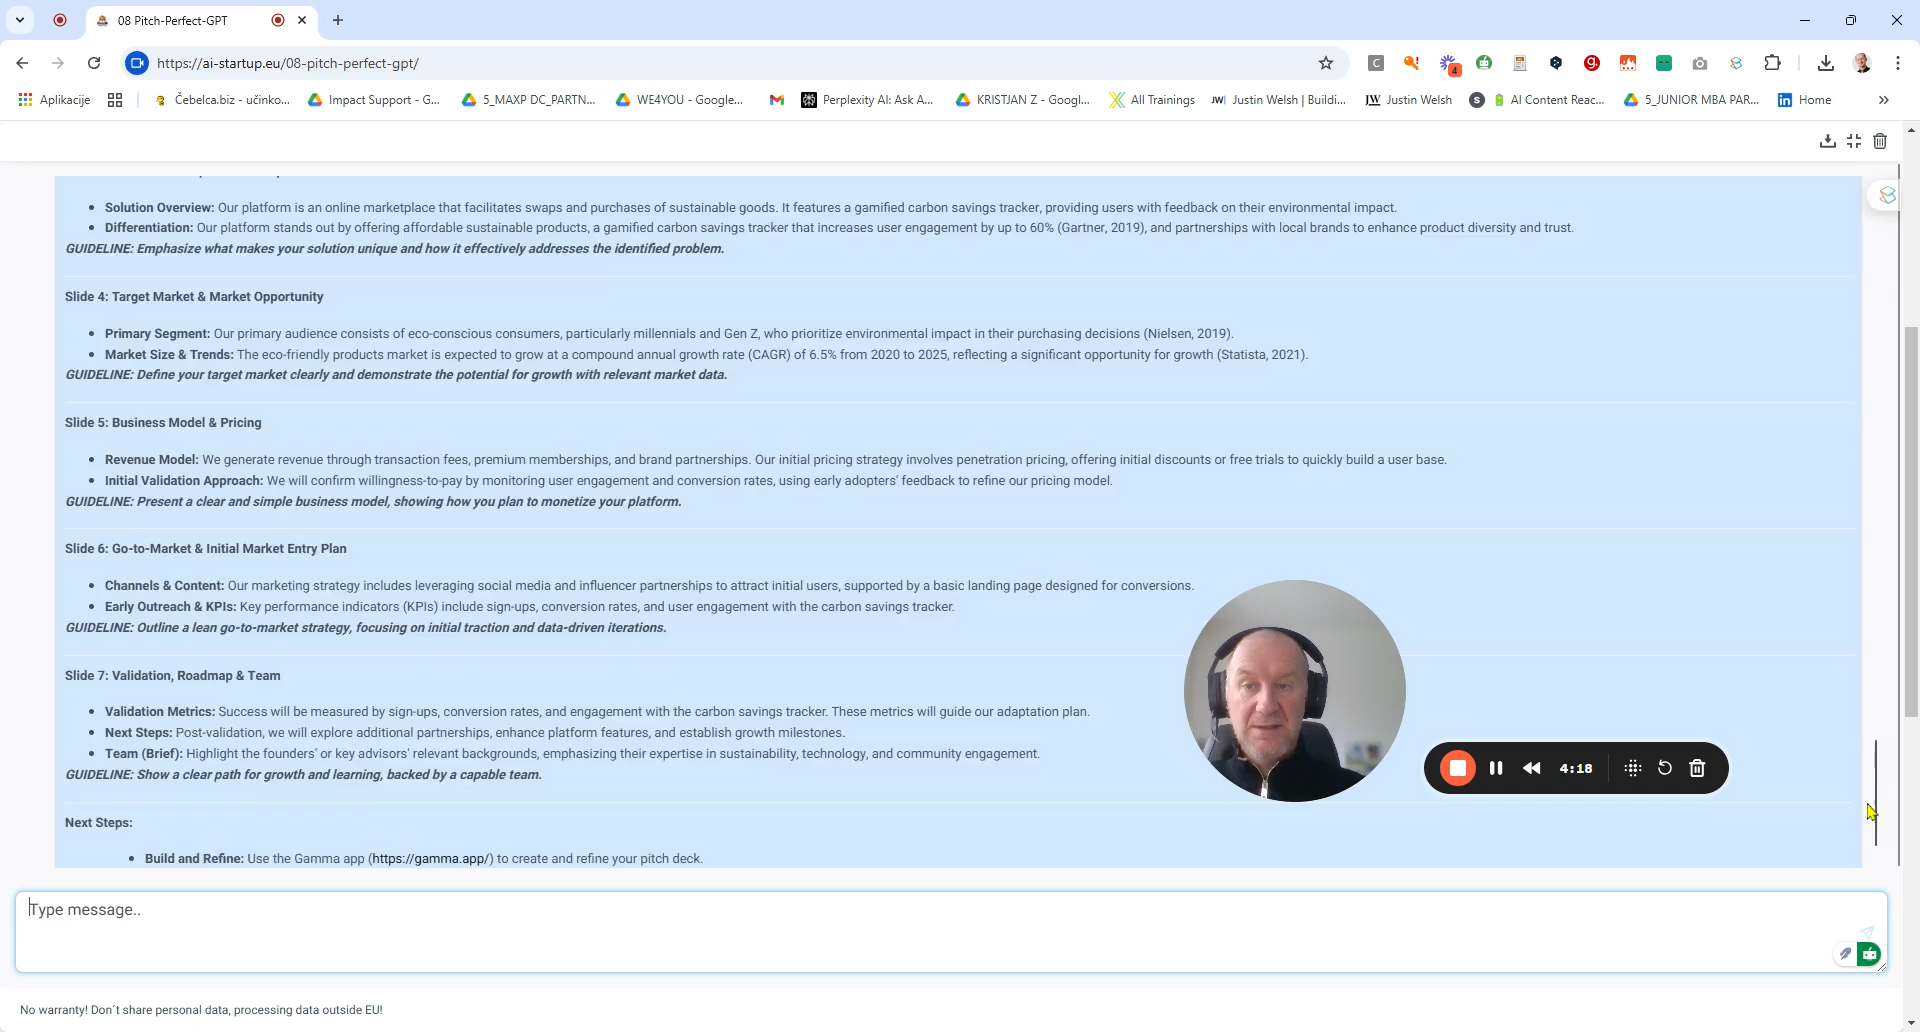 08 Pitch-Perfect-GPT
https://ai-startup.eu/08-pitch-perfect-gpt/
4
Aplikacije
Čebelca.biz - učinko...
Impact Support - G...
5_MAXP DC_PARTN...
WE4YOU - Google...
Perplexity AI: Ask A...
KRISTJAN Z - Googl...
All Trainings
Justin Welsh | Buildi...
Justin Welsh
AI Content Reac...
5_JUNIOR MBA PAR...
Home
Solution Overview: Our platform is an online marketplace that facilitates swaps and purchases of sustainable goods. It features a gamified carbon savings tracker, providing users with feedback on their environmental impact.
Differentiation: Our platform stands out by offering affordable sustainable products, a gamified carbon savings tracker that increases user engagement by up to 60% (Gartner, 2019), and partnerships with local brands to enhance product diversity and trust.
GUIDELINE: Emphasize what makes your solution unique and how it effectively addresses the identified problem.
Slide 4: Target Market & Market Opportunity
Primary Segment: Our primary audience consists of eco-conscious consumers, particularly millennials and Gen Z, who prioritize environmental impact in their purchasing decisions (Nielsen, 2019).
Market Size & Trends: The eco-friendly products market is expected to grow at a compound annual growth rate (CAGR) of 6.5% from 2020 to 2025, reflecting a significant opportunity for growth (Statista, 2021).
GUIDELINE: Define your target market clearly and demonstrate the potential for growth with relevant market data.
Slide 5: Business Model & Pricing
Revenue Model: We generate revenue through transaction fees, premium memberships, and brand partnerships. Our initial pricing strategy involves penetration pricing, offering initial discounts or free trials to quickly build a user base.
Initial Validation Approach: We will confirm willingness-to-pay by monitoring user engagement and conversion rates, using early adopters' feedback to refine our pricing model.
GUIDELINE: Present a clear and simple business model, showing how you plan to monetize your platform.
Slide 6: Go-to-Market & Initial Market Entry Plan
Channels & Content: Our marketing strategy includes leveraging social media and influencer partnerships to attract initial users, supported by a basic landing page designed for conversions.
Early Outreach & KPIs: Key performance indicators (KPIs) include sign-ups, conversion rates, and user engagement with the carbon savings tracker.
GUIDELINE: Outline a lean go-to-market strategy, focusing on initial traction and data-driven iterations.
Slide 7: Validation, Roadmap & Team
Validation Metrics: Success will be measured by sign-ups, conversion rates, and engagement with the carbon savings tracker. These metrics will guide our adaptation plan.
Next Steps: Post-validation, we will explore additional partnerships, enhance platform features, and establish growth milestones.
Team (Brief): Highlight the founders' or key advisors' relevant backgrounds, emphasizing their expertise in sustainability, technology, and community engagement.
GUIDELINE: Show a clear path for growth and learning, backed by a capable team.
4:18
Next Steps:
Build and Refine: Use the Gamma app (https://gamma.app/) to create and refine your pitch deck.
Type message..
No warranty! Don´t share personal data, processing data outside EU!